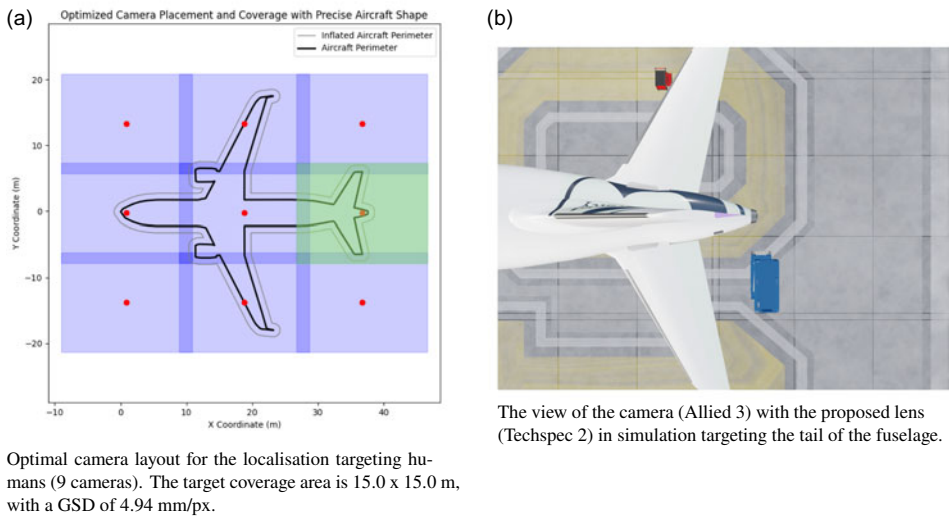 (a)
Optimized Camera Placement and Coverage with Precise Aircraft Shape
Inflated Aircraft Perimeter
Aircraft Perimeter
Y Coordinate (m)
20
10
0
−10
−20
−10 0 10 20 30 40
X Coordinate (m)
Optimal camera layout for the localisation targeting hu-
mans (9 cameras). The target coverage area is 15.0 x 15.0 m,
with a GSD of 4.94 mm/px.
(b)
The view of the camera (Allied 3) with the proposed lens
(Techspec 2) in simulation targeting the tail of the fuselage.